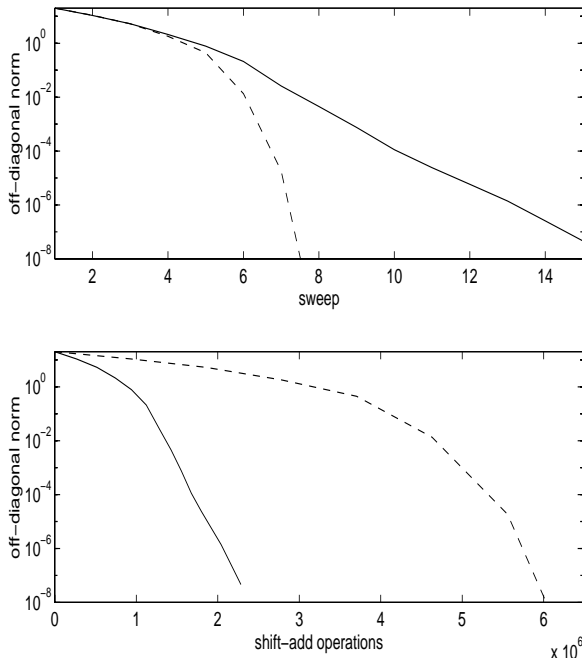 10^0
10^-2
10^-4
10^-6
10^-8
off-diagonal norm
2 4 6 8 10 12 14
sweep
10^0
10^-2
10^-4
10^-6
10^-8
off-diagonal norm
0 1 2 3 4 5 6
shift-add operations
x 10^6